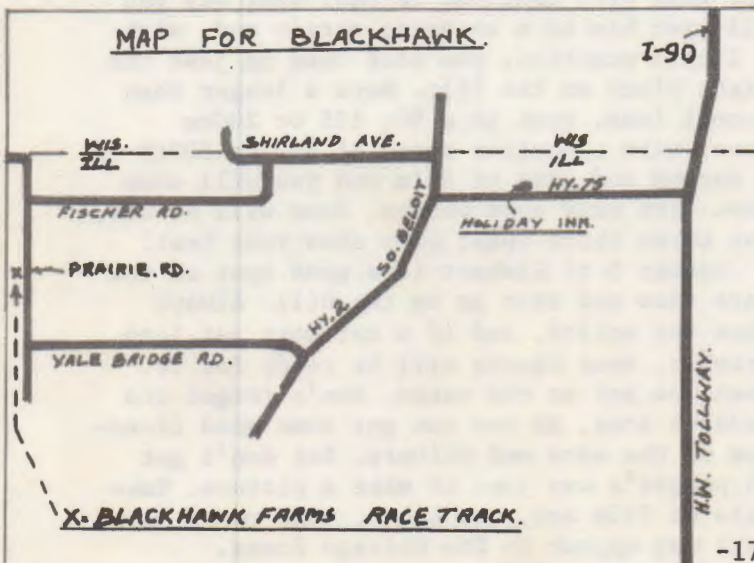 MAP FOR BLACKHAWK.
I-90
WIS.
ILL
SHIRLAND AVE.
WIS
ILL
HY. 75
FISCHER RD.
HOLIDAY INN
SO. BELOIT
PRAIRIE. RD.
HY. 2
YALE BRIDGE RD.
N.W. TOLLWAY.
X= BLACKHAWK FARMS RACE TRACK.
-17